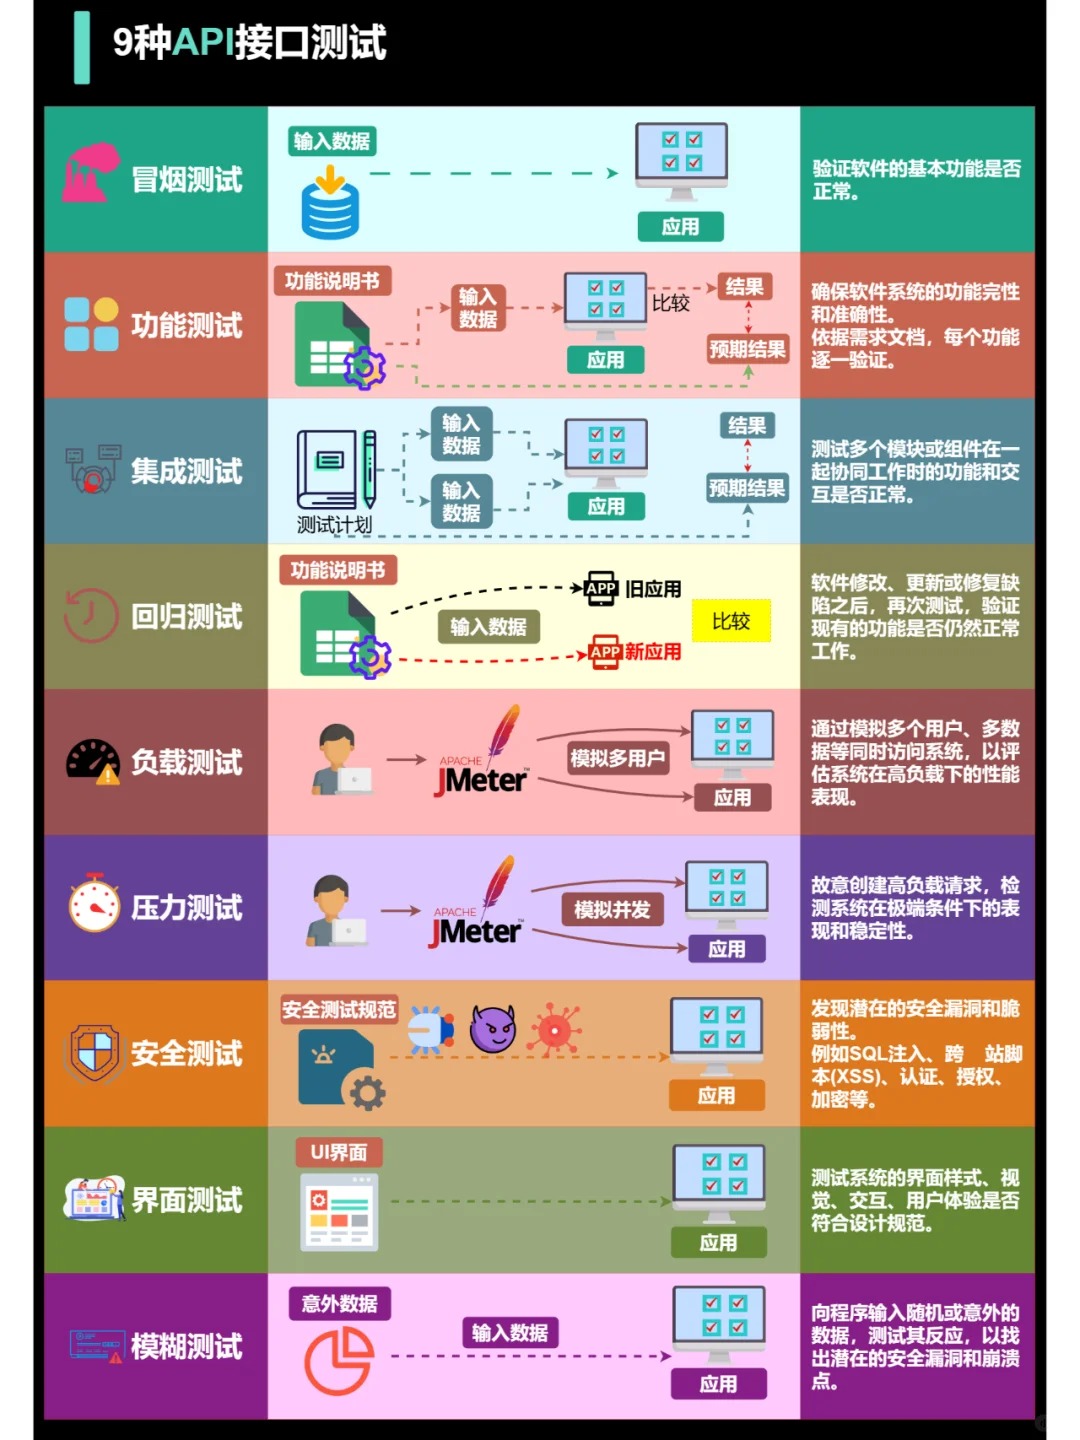 9种API接口测试
冒烟测试
输入数据
应用
验证软件的基本功能是否
正常。
功能测试
功能说明书
输入
数据
应用
比较
结果
预期结果
确保软件系统的功能完性
和准确性。
依据需求文档，每个功能
逐一验证。
集成测试
测试计划
输入
数据
输入
数据
应用
结果
预期结果
测试多个模块或组件在一
起协同工作时的功能和交
互是否正常。
回归测试
功能说明书
输入数据
APP 旧应用
APP 新应用
比较
软件修改、更新或修复缺
陷之后，再次测试，验证
现有的功能是否仍然正常
工作。
负载测试
APACHE
JMeter™
模拟多用户
应用
通过模拟多个用户、多数
据等同时访问系统，以评
估系统在高负载下的性能
表现。
压力测试
APACHE
JMeter™
模拟并发
应用
故意创建高负载请求，检
测系统在极端条件下的表
现和稳定性。
安全测试
安全测试规范
应用
发现潜在的安全漏洞和脆
弱性。
例如SQL注入、跨 站脚
本(XSS)、认证、授权、
加密等。
界面测试
UI界面
应用
测试系统的界面样式、视
觉、交互、用户体验是否
符合设计规范。
模糊测试
意外数据
输入数据
应用
向程序输入随机或意外的
数据，测试其反应，以找
出潜在的安全漏洞和崩溃
点。